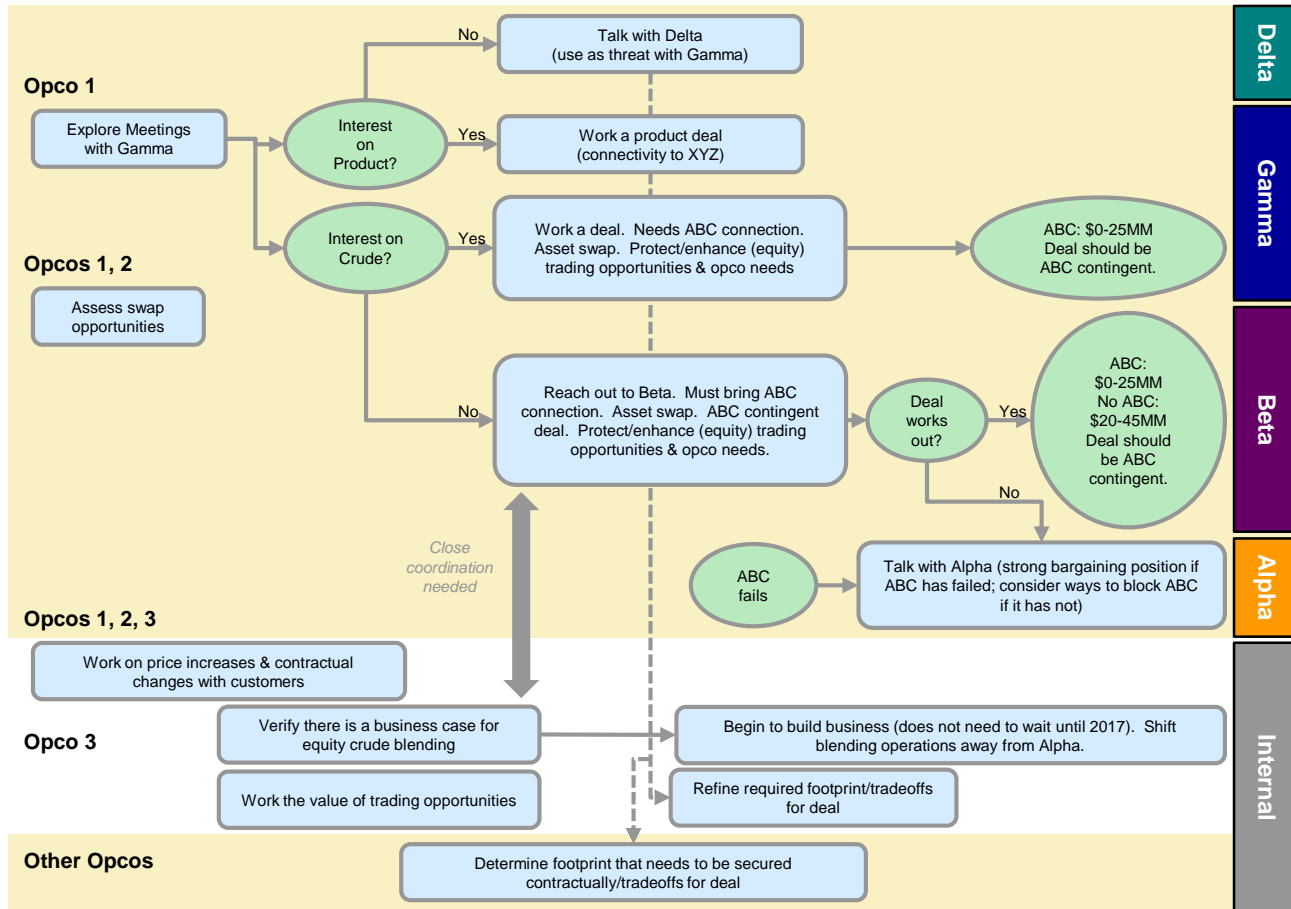 No
Talk with Delta
(use as threat with Gamma)
Delta
Opco 1
Explore Meetings
with Gamma
Interest
on
Product?
Yes
Work a product deal
(connectivity to XYZ)
Gamma
Interest on
Crude?
Yes
Work a deal. Needs ABC connection.
Asset swap. Protect/enhance (equity)
trading opportunities & opco needs
ABC: $0-25MM
Deal should be
ABC contingent.
Opcos 1, 2
Assess swap
opportunities
No
Reach out to Beta. Must bring ABC
connection. Asset swap. ABC contingent
deal. Protect/enhance (equity) trading
opportunities & opco needs.
Deal
works
out?
Yes
ABC:
$0-25MM
No ABC:
$20-45MM
Deal should
be ABC
contingent.
Beta
No
Close
coordination
needed
ABC
fails
Talk with Alpha (strong bargaining position if
ABC has failed; consider ways to block ABC
if it has not)
Alpha
Opcos 1, 2, 3
Work on price increases & contractual
changes with customers
Opco 3
Verify there is a business case for
equity crude blending
Begin to build business (does not need to wait until 2017). Shift
blending operations away from Alpha.
Internal
Work the value of trading opportunities
Refine required footprint/tradeoffs
for deal
Other Opcos
Determine footprint that needs to be secured
contractually/tradeoffs for deal